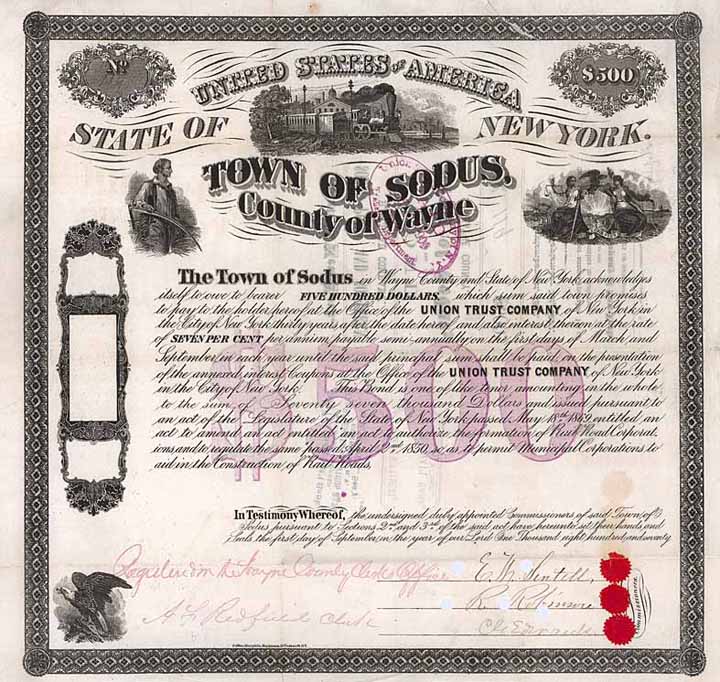 No
$500
UNITED STATES OF AMERICA
STATE OF NEW YORK.
TOWN OF SODUS,
County of Wayne
The Town of Sodus in Wayne County and State of New York, acknowledges
itself to owe to bearer FIVE HUNDRED DOLLARS, which sum said town promises
to pay to the holder hereof at the Office of the UNION TRUST COMPANY of New York in
the City of New York thirty years after the date hereof and also interest thereon at the rate
of SEVEN PER CENT per annum payable semi-annually on the first days of March and
September in each year until the said principal sum shall be paid, on the presentation
of the annexed interest Coupons at the Office of the UNION TRUST COMPANY of New York
in the City of New York. This Bond is one of like tenor amounting in the whole
to the sum of Seventy seven thousand Dollars and issued pursuant to
an act of the Legislature of the State of New York passed May 18th 1869 entitled an
act to amend an act entitled an act to authorize the formation of Rail Road Corporat
ions and to regulate the same passed April 2nd 1850, so as to permit Municipal Corporations to
aid in the Construction of Rail Roads.
$500
In Testimony Whereof, the undersigned duly appointed Commissioners of said Town of
Sodus pursuant to Sections 2nd and 3rd of the said act have hereunto set their hands and
Seals the first day of September in the year of our Lord One Thousand eight hundred and seventy
Registered in the Wayne County Clerk Office
A. Redfield Clerk
E. W. Sentell
R. Robinson
Commissioners